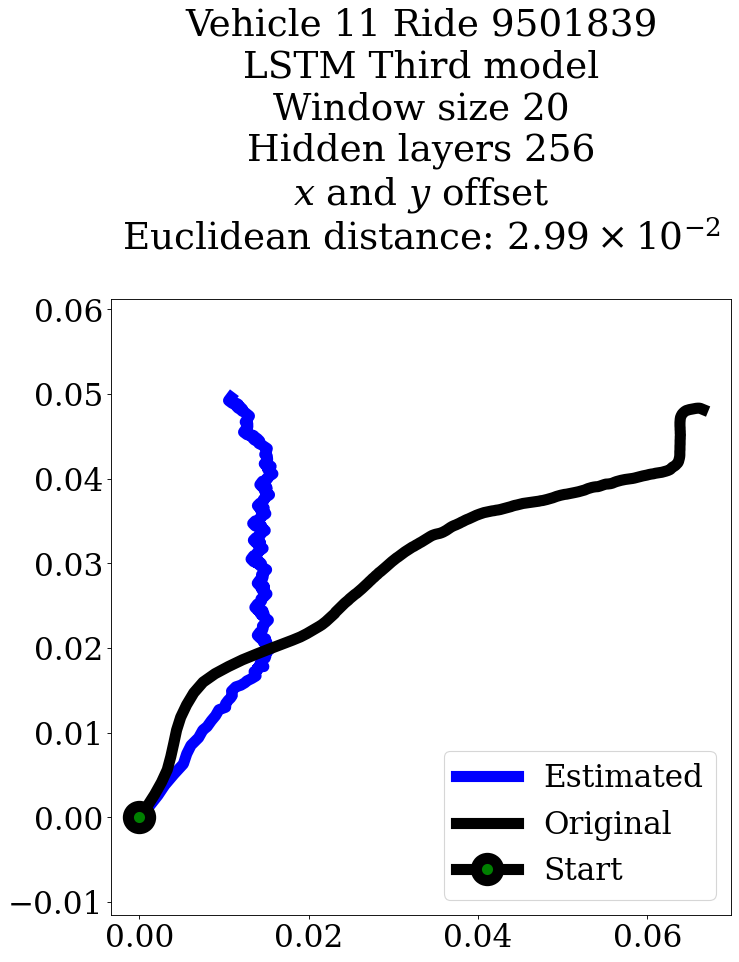 Vehicle 11 Ride 9501839
LSTM Third model
Window size 20
Hidden layers 256
x and y offset
Euclidean distance: 2.99 × 10⁻²
0.06
0.05
0.04
0.03
0.02
0.01
0.00
−0.01
Estimated
Original
Start
0.00 0.02 0.04 0.06